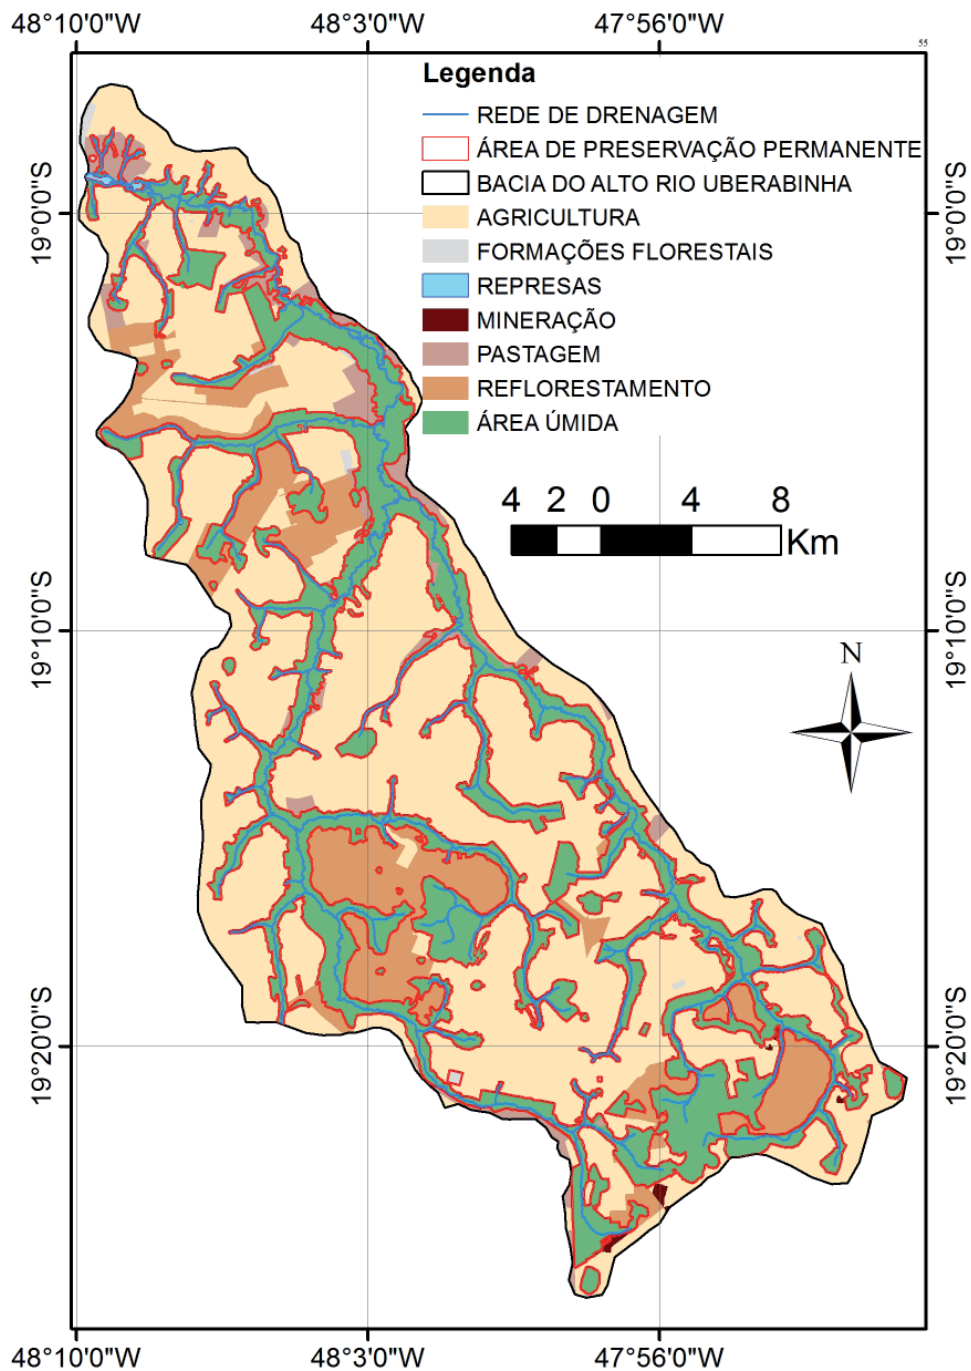 48°10'0"W 48°3'0"W 47°56'0"W
55
Legenda
REDE DE DRENAGEM
ÁREA DE PRESERVAÇÃO PERMANENTE
BACIA DO ALTO RIO UBERABINHA
AGRICULTURA
FORMAÇÕES FLORESTAIS
REPRESAS
MINERAÇÃO
PASTAGEM
REFLORESTAMENTO
ÁREA ÚMIDA
19°0'0"S 19°0'0"S
4 2 0 4 8
Km
19°10'0"S 19°10'0"S
N
19°20'0"S 19°20'0"S
48°10'0"W 48°3'0"W 47°56'0"W